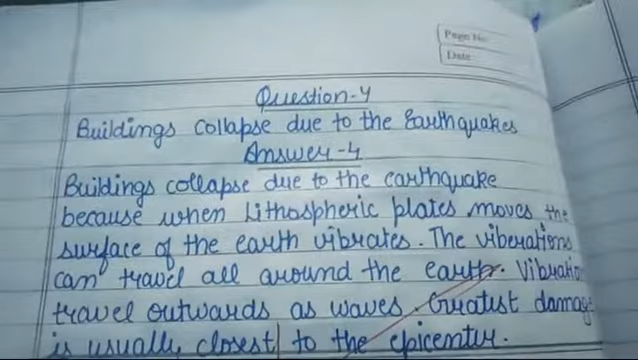 Page No:
Date
Question-4
Buildings collapse due to the Earthquakes
Answer-4
Buildings collapse due to the earthquake
because when Lithospheric plates moves the
surface of the earth vibrates. The viberations
can travel all around the earth. Vibration
travel outwards as waves. Greatest damage
is usually closest to the epicenter.